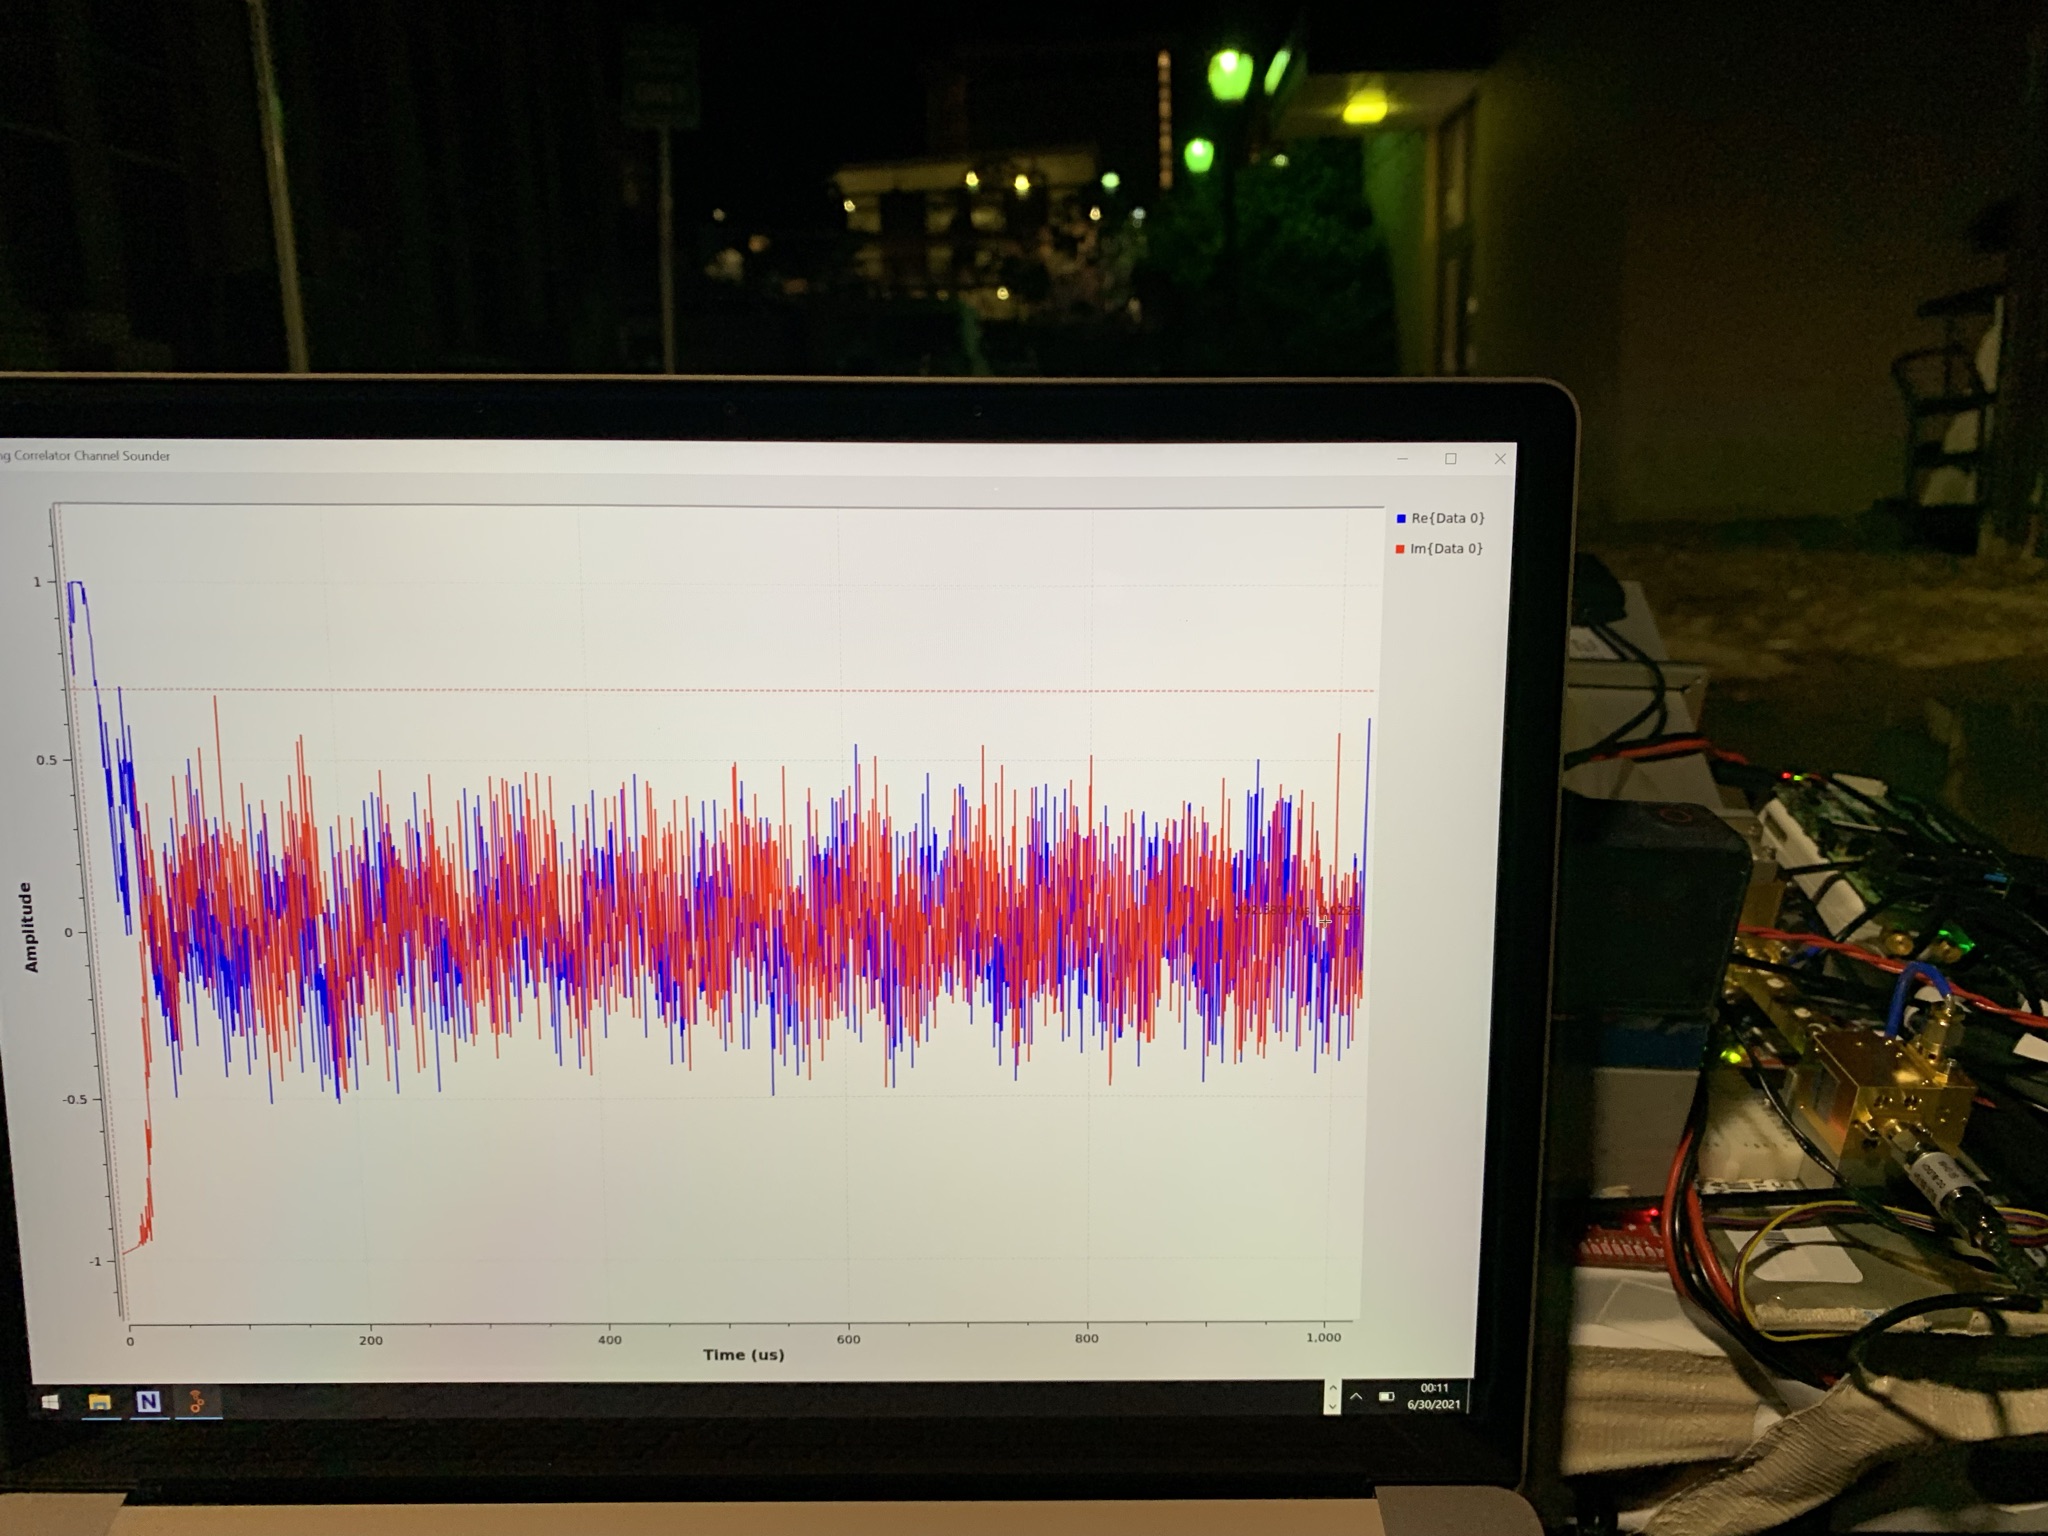 ng Correlator Channel Sounder
Re{Data 0}
Im{Data 0}
1
0.5
0
-0.5
-1
Amplitude
0 200 400 600 800 1,000
Time (us)
N
00:11
6/30/2021